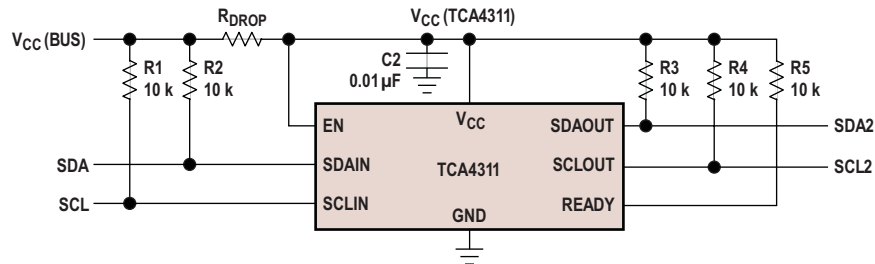 RDROP
VCC (TCA4311)
VCC (BUS)
C2
0.01 µF
R1
10 k
R2
10 k
R3
10 k
R4
10 k
R5
10 k
EN
VCC
SDAOUT
SDA2
SDA
SDAIN
TCA4311
SCLOUT
SCL2
SCL
SCLIN
GND
READY